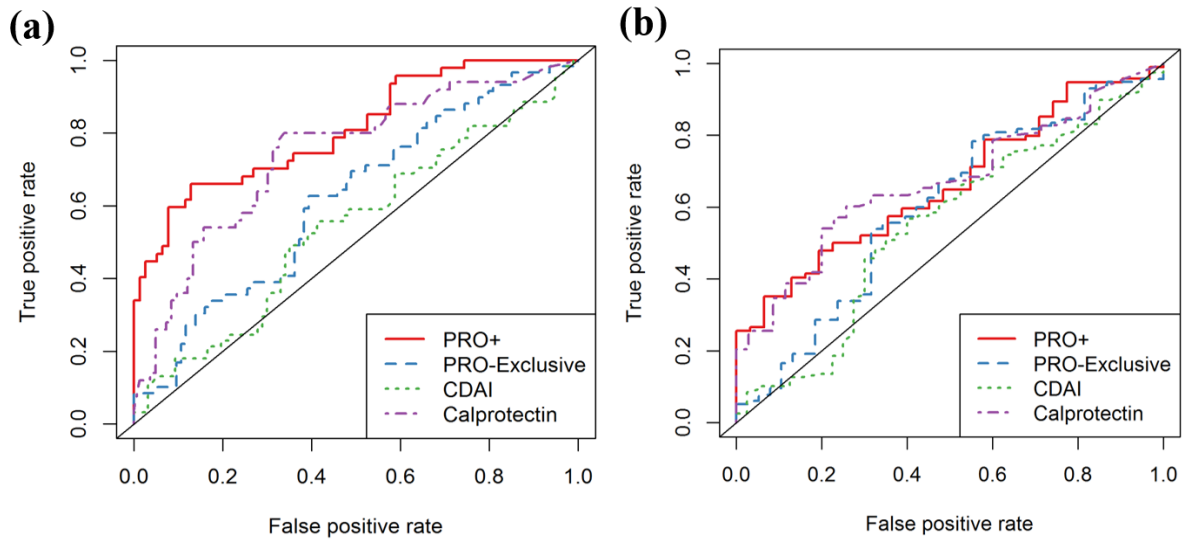 (a)
True positive rate
1.0
0.8
0.6
0.4
0.2
0.0
PRO+
PRO-Exclusive
CDAI
Calprotectin
0.0 0.2 0.4 0.6 0.8 1.0
False positive rate
(b)
True positive rate
1.0
0.8
0.6
0.4
0.2
0.0
PRO+
PRO-Exclusive
CDAI
Calprotectin
0.0 0.2 0.4 0.6 0.8 1.0
False positive rate